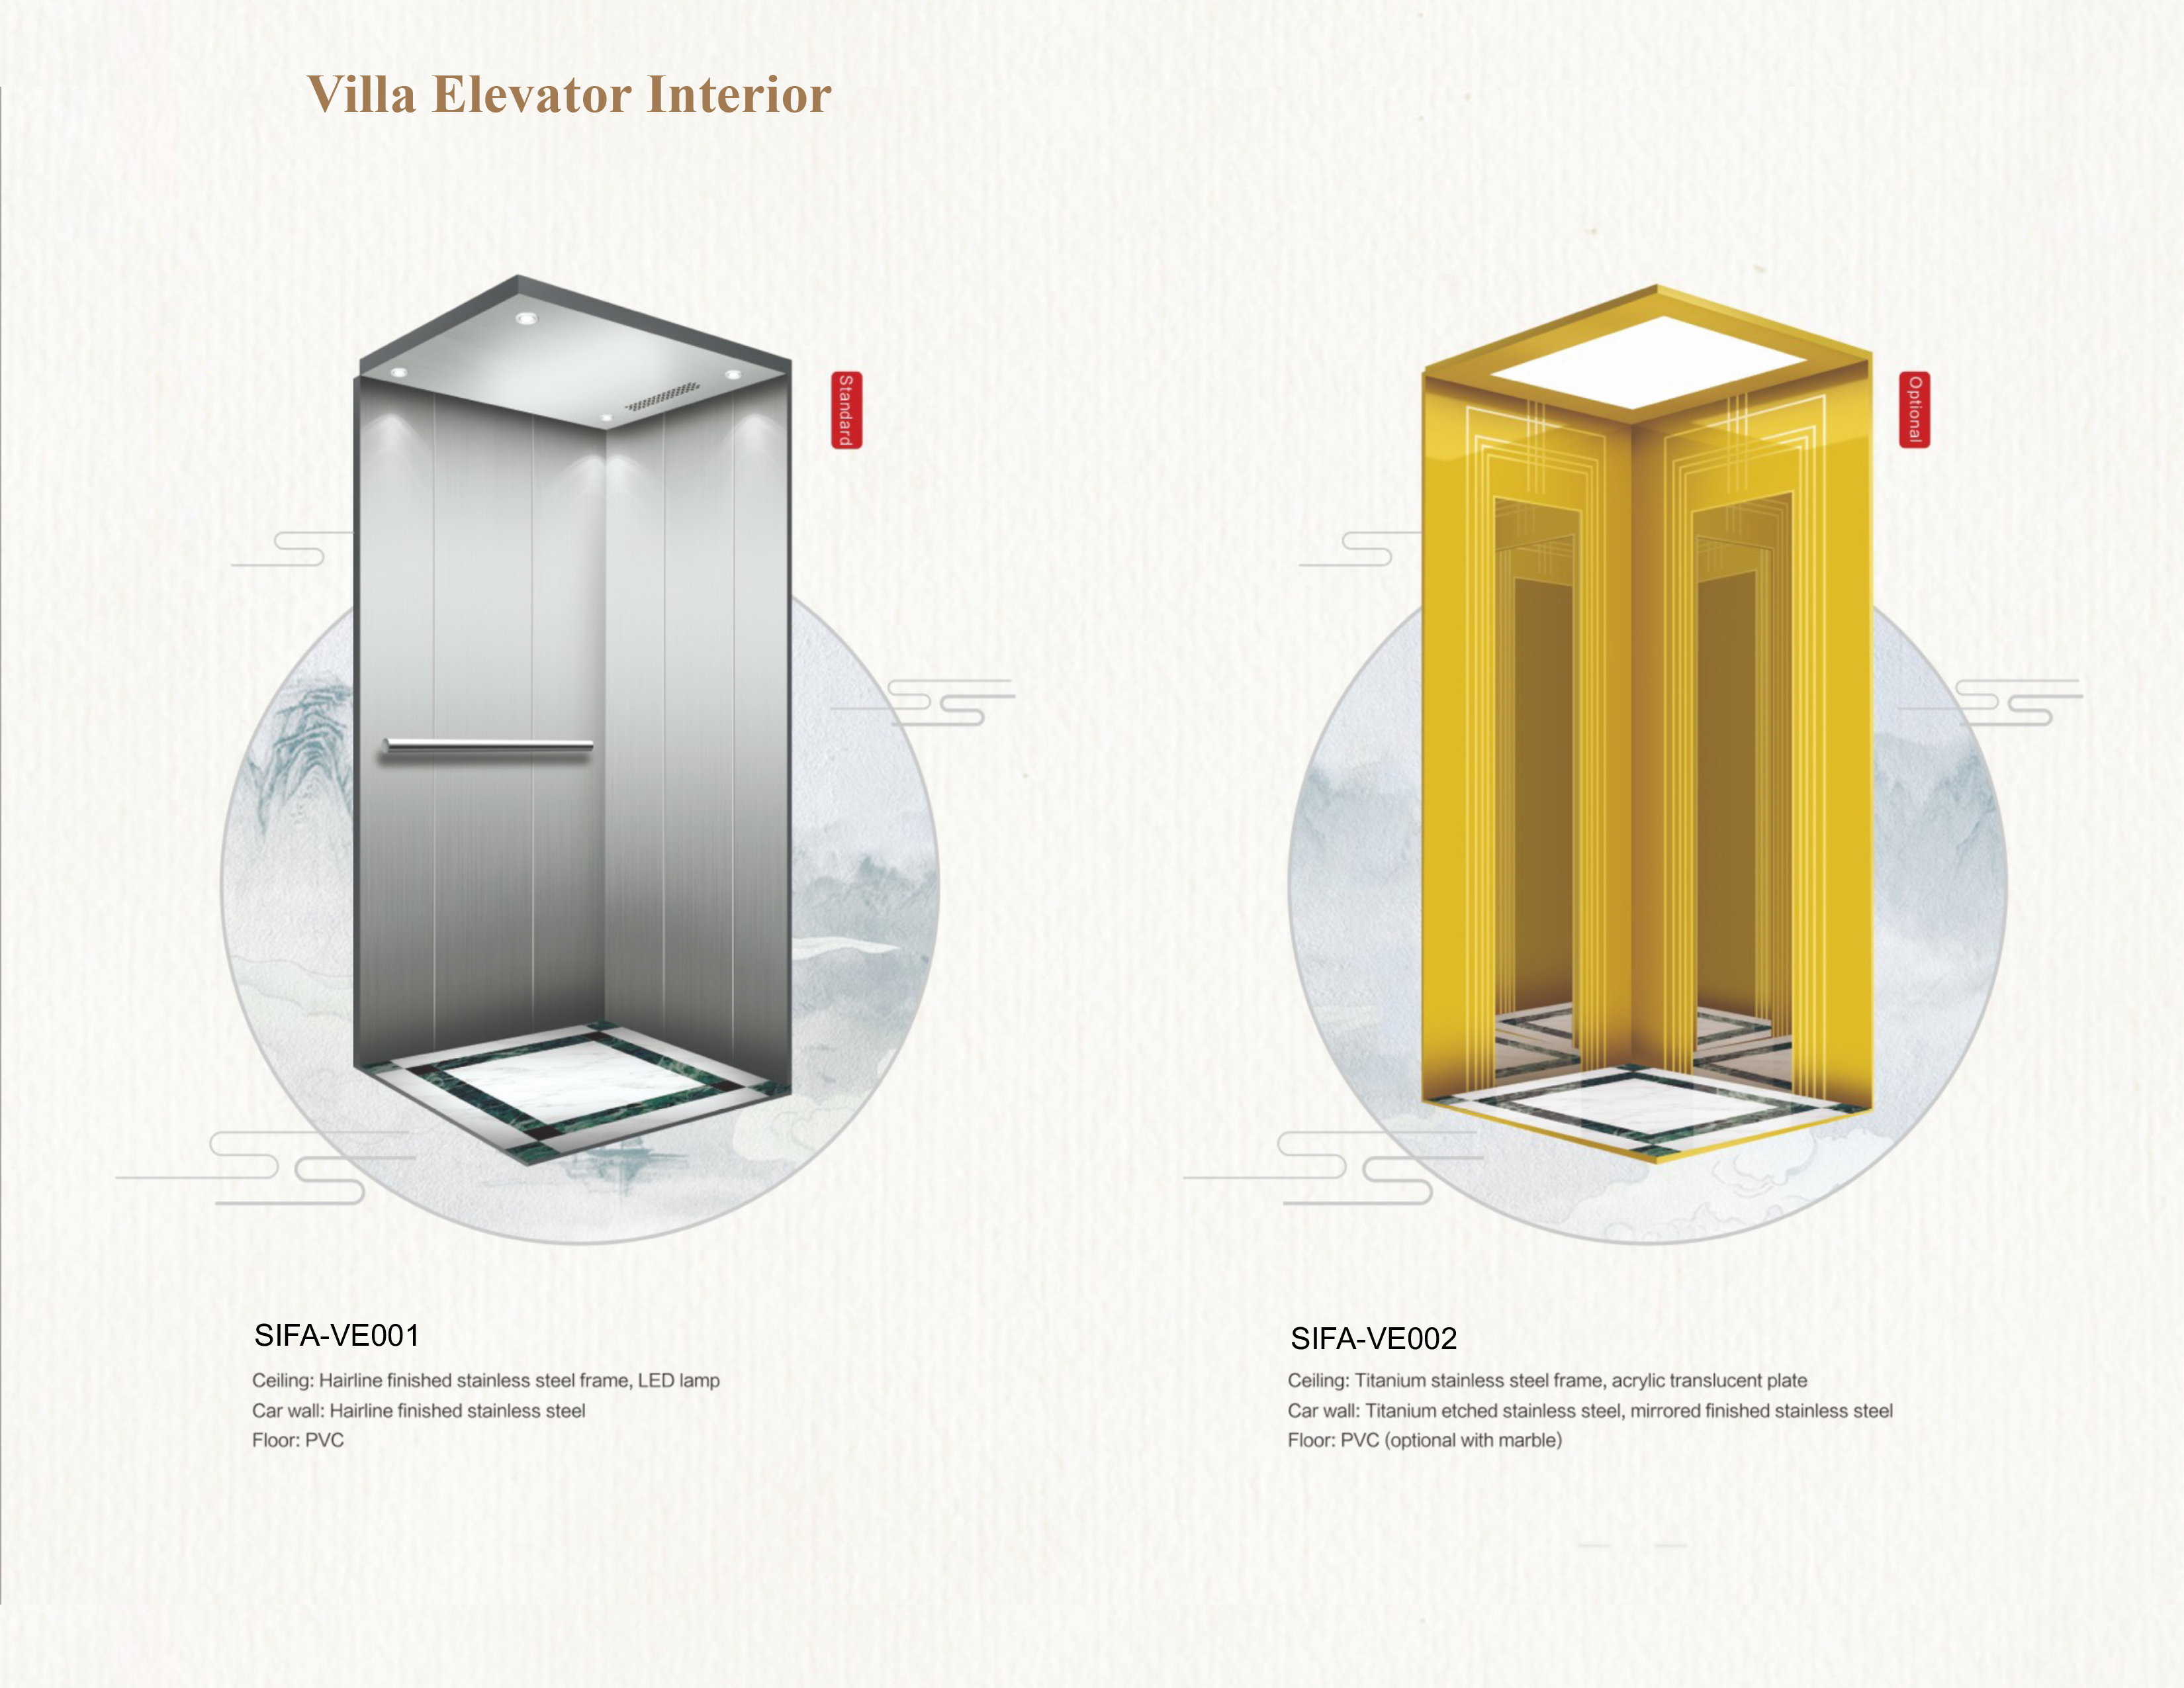 Villa Elevator Interior
Standard
Optional
SIFA-VE001
Ceiling: Hairline finished stainless steel frame, LED lamp
Car wall: Hairline finished stainless steel
Floor: PVC
SIFA-VE002
Ceiling: Titanium stainless steel frame, acrylic translucent plate
Car wall: Titanium etched stainless steel, mirrored finished stainless steel
Floor: PVC (optional with marble)